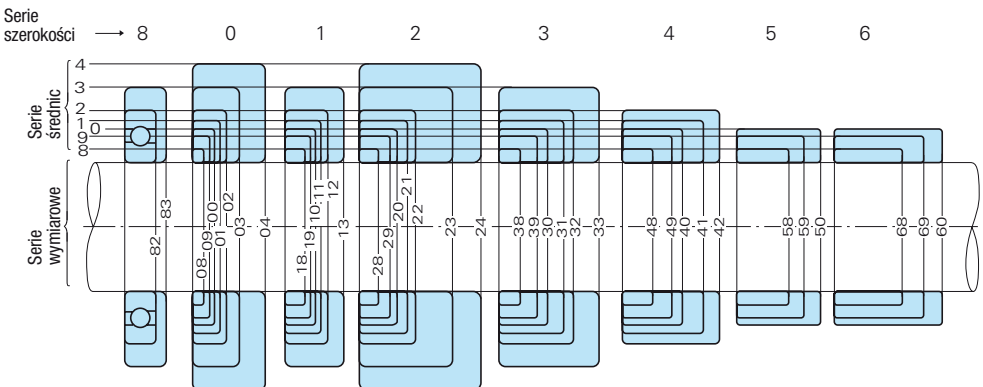 Serie
szerokości → 8 0 1 2 3 4 5 6
Serie
średnic
4
3
2
1
0
9
8
Serie
wymiarowe
82 83
08 09 00 01 02 03 04
18 19 10 11 12 13
28 29 20 21 22 23 24
38 39 30 31 32 33
48 49 40 41 42
58 59 50
68 69 60